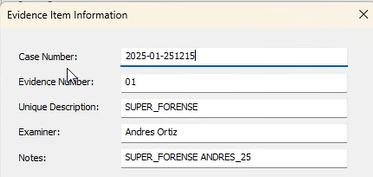 Evidence Item Information
Case Number: 2025-01-251215
Evidence Number: 01
Unique Description: SUPER_FORENSE
Examiner: Andres Ortiz
Notes: SUPER_FORENSE ANDRES_25